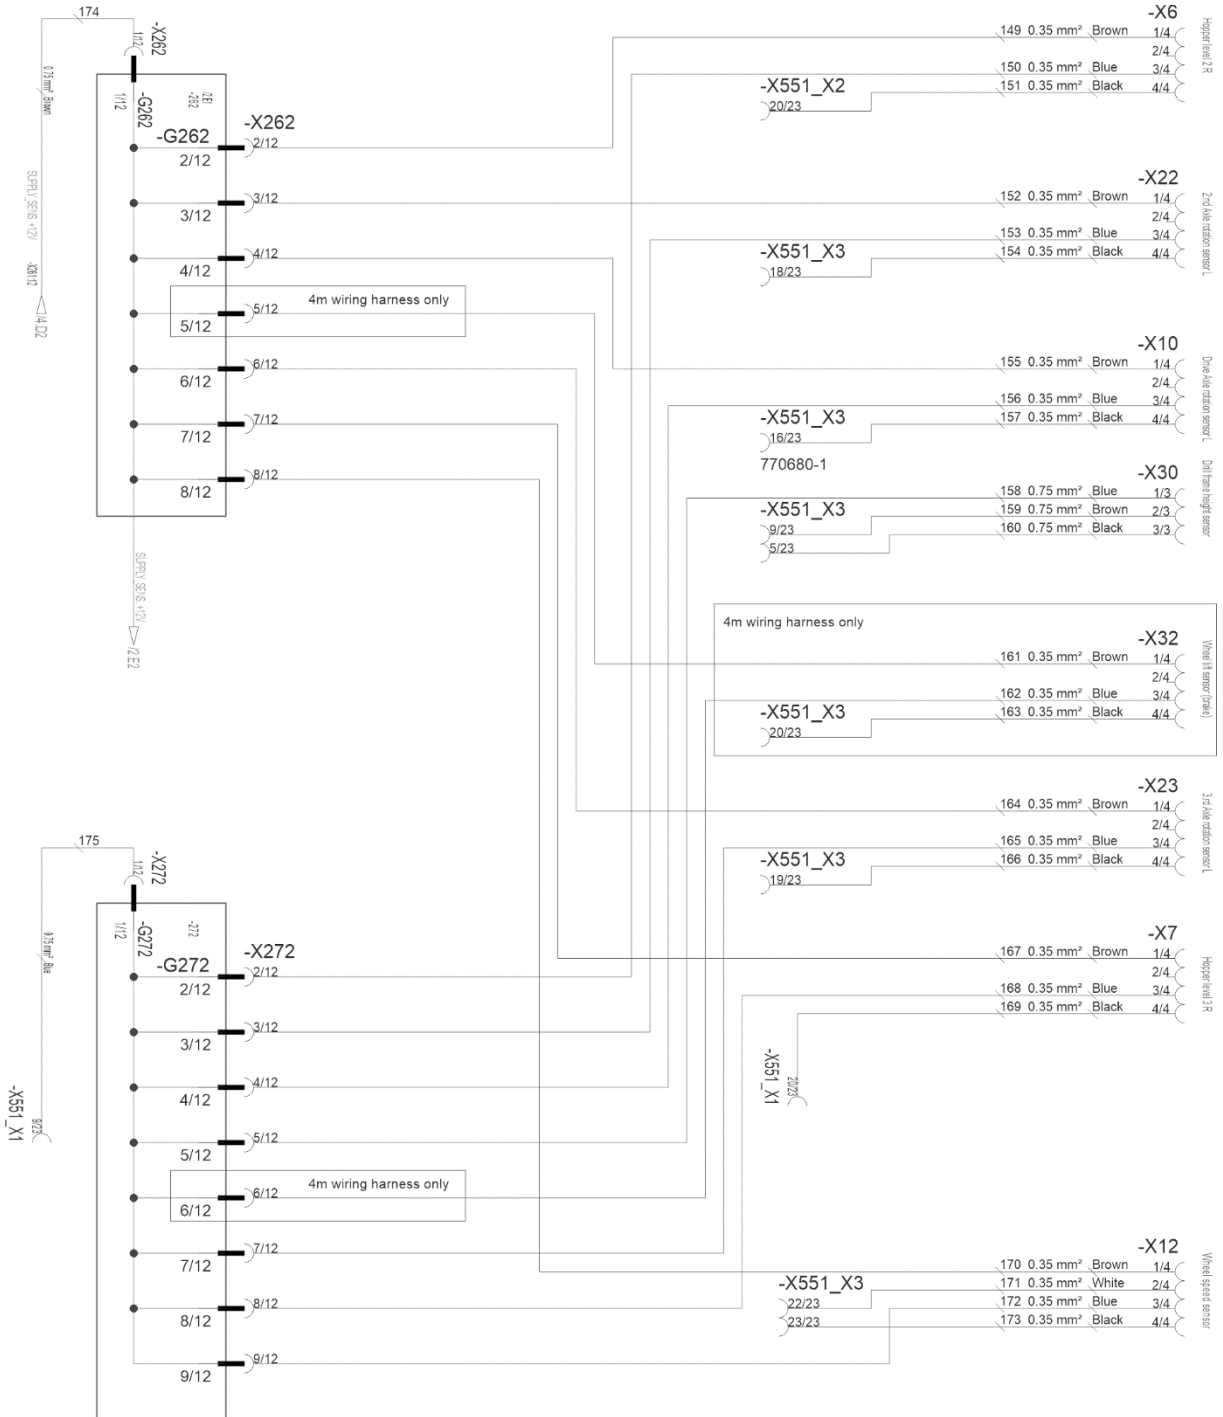 174
-X262
1/12
0.75 mm² Brown
SUPPLY_SENS.+12V
-X261:12
/4.D2
1/12
-G262
-262
/2.E1
-G262
-X262
2/12
2/12
3/12
3/12
4/12
4/12
4m wiring harness only
5/12
5/12
6/12
6/12
7/12
7/12
8/12
8/12
SUPPLY_SENS.+12V
/2.E2
-X6
Hopper level 2 R
149 0.35 mm² Brown 1/4
2/4
150 0.35 mm² Blue 3/4
151 0.35 mm² Black 4/4
-X551_X2
20/23
-X22
2nd Axle rotation sensor L
152 0.35 mm² Brown 1/4
2/4
153 0.35 mm² Blue 3/4
154 0.35 mm² Black 4/4
-X551_X3
18/23
-X10
Drive Axle rotation sensor L
155 0.35 mm² Brown 1/4
2/4
156 0.35 mm² Blue 3/4
157 0.35 mm² Black 4/4
-X551_X3
16/23
770680-1
-X30
Drill frame height sensor
158 0.75 mm² Blue 1/3
159 0.75 mm² Brown 2/3
160 0.75 mm² Black 3/3
-X551_X3
9/23
5/23
4m wiring harness only
-X32
Wheel lift sensor (brake)
161 0.35 mm² Brown 1/4
2/4
162 0.35 mm² Blue 3/4
163 0.35 mm² Black 4/4
-X551_X3
20/23
-X23
3rd Axle rotation sensor L
164 0.35 mm² Brown 1/4
2/4
165 0.35 mm² Blue 3/4
166 0.35 mm² Black 4/4
-X551_X3
19/23
175
-X272
1/12
0.75 mm² Blue
-X551_X1
9/23
1/12
-G272
-272
-G272
-X272
2/12
2/12
3/12
3/12
4/12
4/12
5/12
5/12
4m wiring harness only
6/12
6/12
7/12
7/12
8/12
8/12
9/12
9/12
-X7
Hopper level 3 R
167 0.35 mm² Brown 1/4
2/4
168 0.35 mm² Blue 3/4
169 0.35 mm² Black 4/4
-X551_X1
20/23
-X12
Wheel speed sensor
170 0.35 mm² Brown 1/4
171 0.35 mm² White 2/4
172 0.35 mm² Blue 3/4
173 0.35 mm² Black 4/4
-X551_X3
22/23
23/23